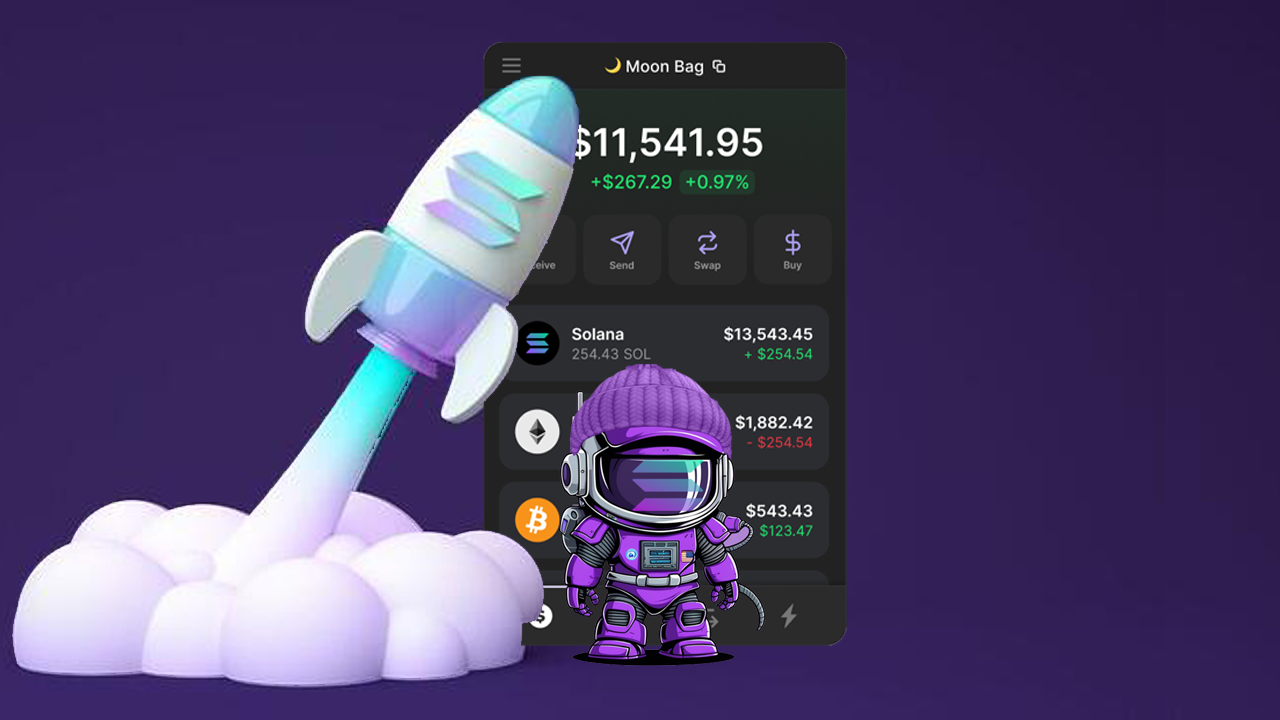 🌙 Moon Bag
$11,541.95
+$267.29 +0.97%
Send Swap Buy
Solana $13,543.45
254.43 SOL + $254.54
$1,882.42
- $254.54
$543.43
$123.47